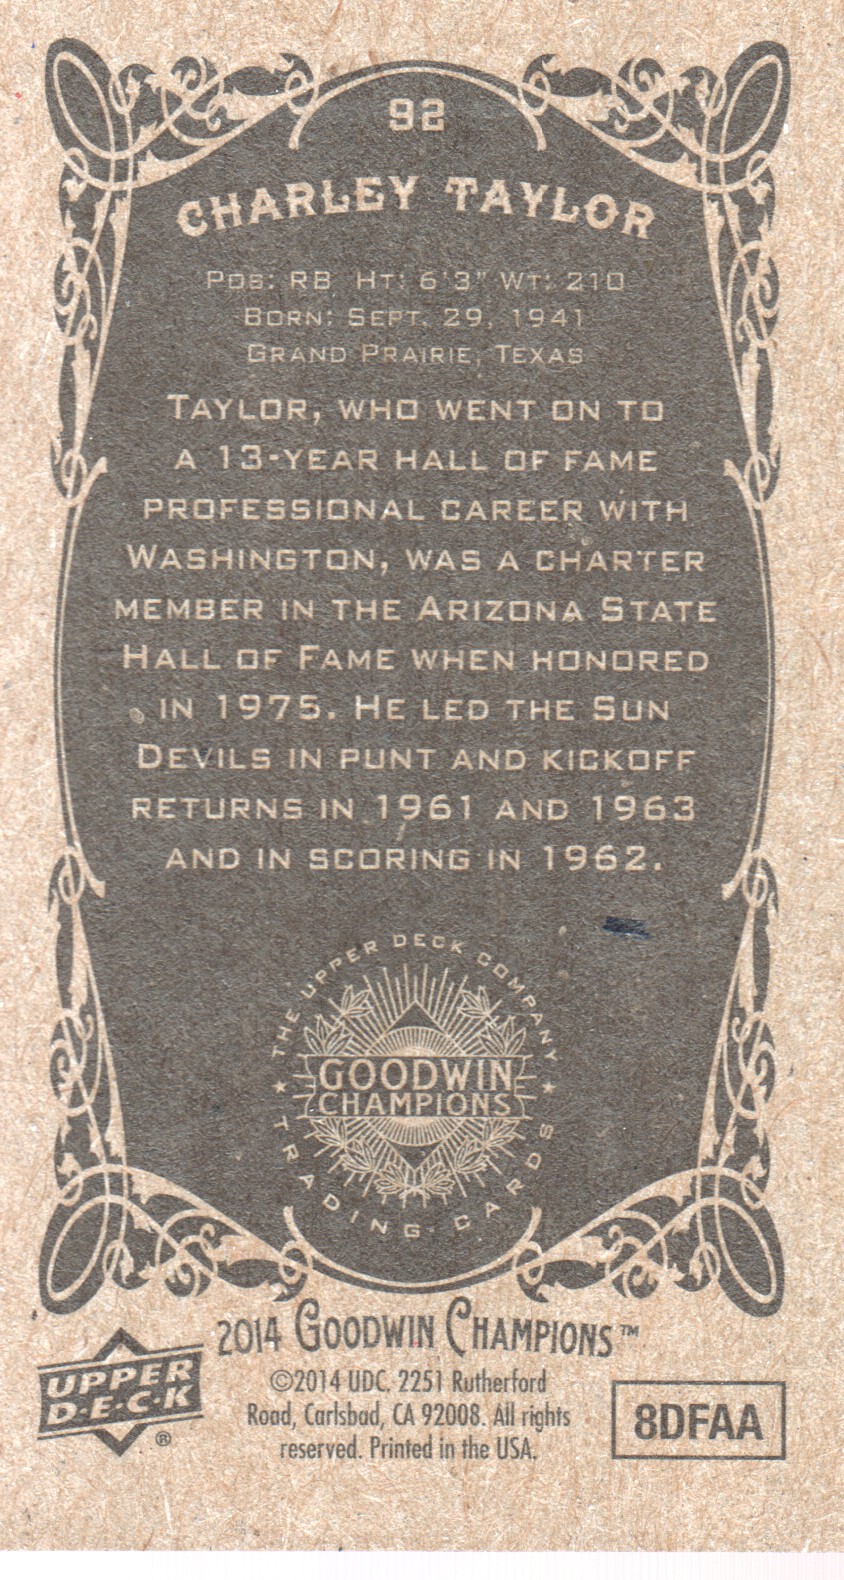 92
CHARLEY TAYLOR
POS: RB HT: 6'3" WT: 210
BORN: SEPT. 29, 1941
GRAND PRAIRIE, TEXAS
TAYLOR, WHO WENT ON TO
A 13-YEAR HALL OF FAME
PROFESSIONAL CAREER WITH
WASHINGTON, WAS A CHARTER
MEMBER IN THE ARIZONA STATE
HALL OF FAME WHEN HONORED
IN 1975. HE LED THE SUN
DEVILS IN PUNT AND KICKOFF
RETURNS IN 1961 AND 1963
AND IN SCORING IN 1962.
★ THE UPPER DECK COMPANY ★
GOODWIN
CHAMPIONS
TRADING CARDS
2014 GOODWIN CHAMPIONS™
UPPER
D•E•C•K®
©2014 UDC. 2251 Rutherford
Road, Carlsbad, CA 92008. All rights
reserved. Printed in the USA.
8DFAA